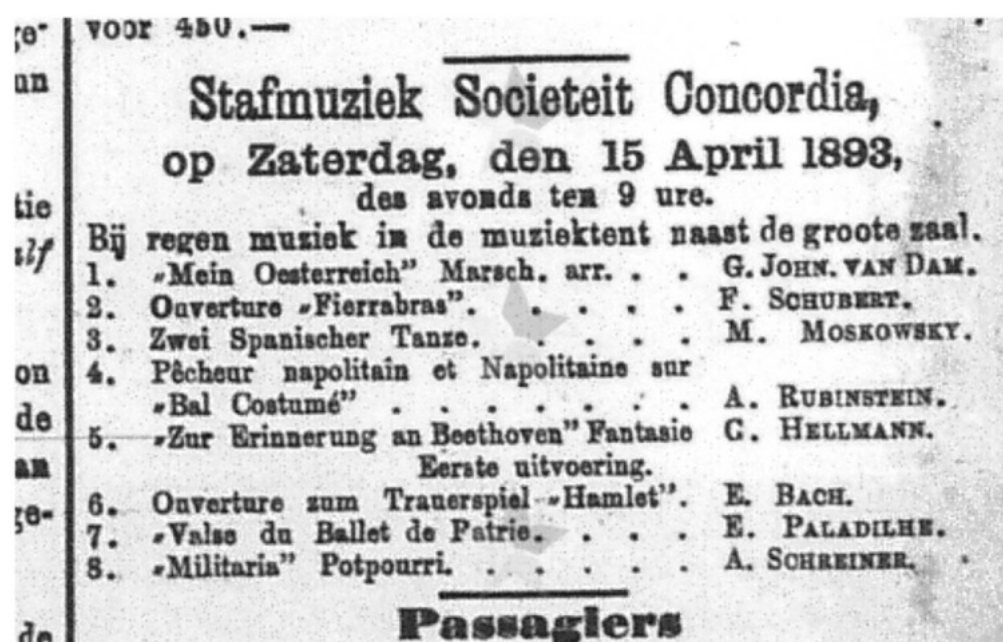 voor 450.—
Stafmuziek Societeit Concordia,
op Zaterdag, den 15 April 1893,
des avonds ten 9 ure.
Bij regen muziek in de muziektent naast de groote zaal.
1. „Mein Oesterreich” Marsch. arr. . . G. JOHN. VAN DAM.
2. Ouverture „Fierrabras”. . . . . . F. SCHUBERT.
3. Zwei Spanischer Tanze. . . . . . M. MOSKOWSKY.
4. Pêcheur napolitain et Napolitaine sur
„Bal Costumé” . . . . . . . A. RUBINSTEIN.
5. „Zur Erinnerung an Beethoven” Fantasie C. HELLMANN.
Eerste uitvoering.
6. Ouverture zum Trauerspiel „Hamlet”. E. BACH.
7. „Valse du Ballet de Patrie. . . . . E. PALADILHE.
8. „Militaria” Potpourri. . . . . . . A. SCHREINER.
Passagiers